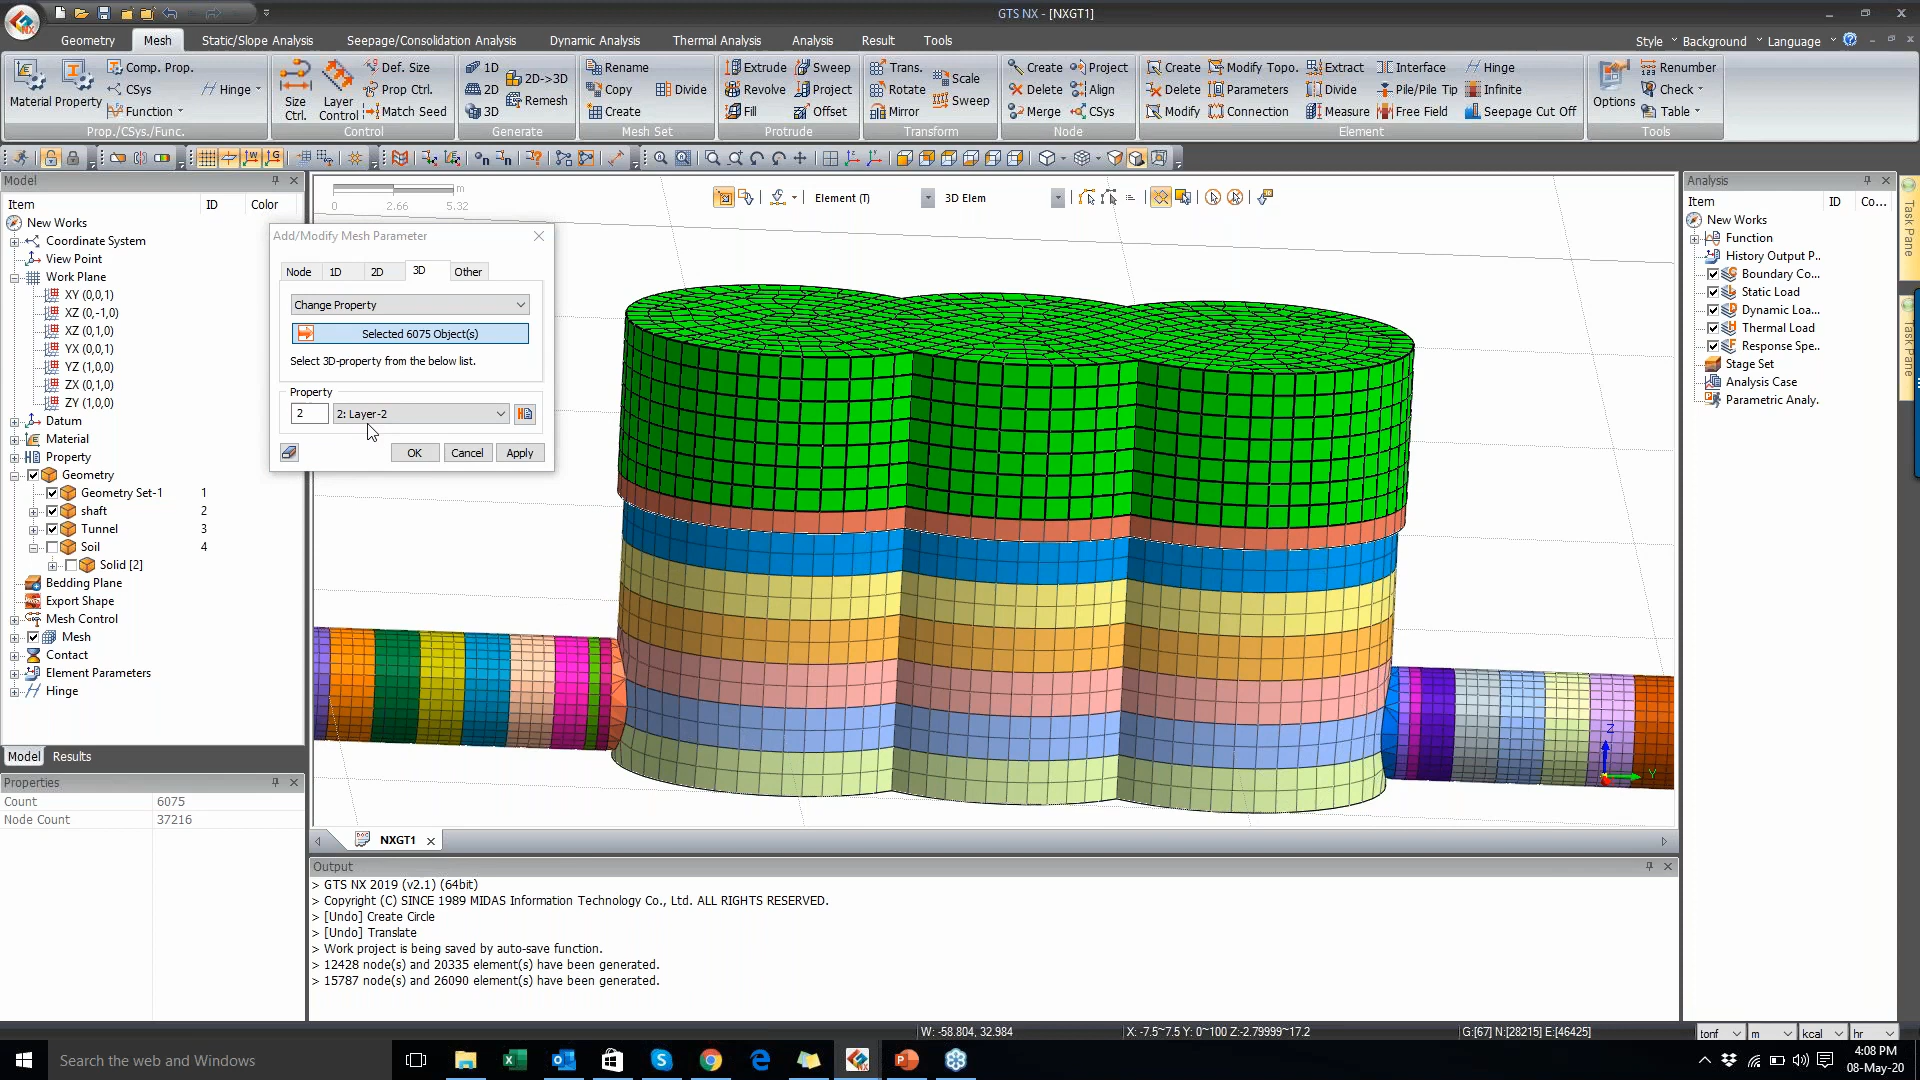 GTS NX - [NXGT1]
Geometry Mesh Static/Slope Analysis Seepage/Consolidation Analysis Dynamic Analysis Thermal Analysis Analysis Result Tools Style Background Language
Comp. Prop. Def. Size 1D 2D->3D Rename Extrude Sweep Trans. Scale Create Project Create Modify Topo. Extract Interface Hinge Renumber
CSys Hinge Prop Ctrl. 2D Remesh Copy Divide Revolve Project Rotate Sweep Delete Align Delete Parameters Divide Pile/Pile Tip Infinite Check
Material Property Function Size Ctrl. Layer Control Match Seed 3D Create Fill Offset Mirror Merge CSys Modify Connection Measure Free Field Seepage Cut Off Options Table
Prop./CSys./Func. Control Generate Mesh Set Protrude Transform Node Element Tools
Model
Item ID Color
New Works
Coordinate System
View Point
Work Plane
XY (0,0,1)
XZ (0,-1,0)
XZ (0,1,0)
YX (0,0,1)
YZ (1,0,0)
ZX (0,1,0)
ZY (1,0,0)
Datum
Material
Property
Geometry
Geometry Set-1 1
shaft 2
Tunnel 3
Soil 4
Solid [2]
Bedding Plane
Export Shape
Mesh Control
Mesh
Contact
Element Parameters
Hinge
Model Results
Properties
Count 6075
Node Count 37216
m
0 2.66 5.32
Element (T) 3D Elem
Add/Modify Mesh Parameter
Node 1D 2D 3D Other
Change Property
Selected 6075 Object(s)
Select 3D-property from the below list.
Property
2 2: Layer-2
OK Cancel Apply
Z
Y
NXGT1
Output
> GTS NX 2019 (v2.1) (64bit)
> Copyright (C) SINCE 1989 MIDAS Information Technology Co., Ltd. ALL RIGHTS RESERVED.
> [Undo] Create Circle
> [Undo] Translate
> Work project is being saved by auto-save function.
> 12428 node(s) and 20335 element(s) have been generated.
> 15787 node(s) and 26090 element(s) have been generated.
Analysis
Item ID Co...
New Works
Function
History Output P..
Boundary Co...
Static Load
Dynamic Loa...
Thermal Load
Response Spe..
Stage Set
Analysis Case
Parametric Analy.
Task Pane
Task Pane
W: -58.804, 32.984 X: -7.5~7.5 Y: 0~100 Z:-2.79999~17.2 G:[67] N:[28215] E:[46425] tonf m kcal hr
Search the web and Windows
4:08 PM
08-May-20